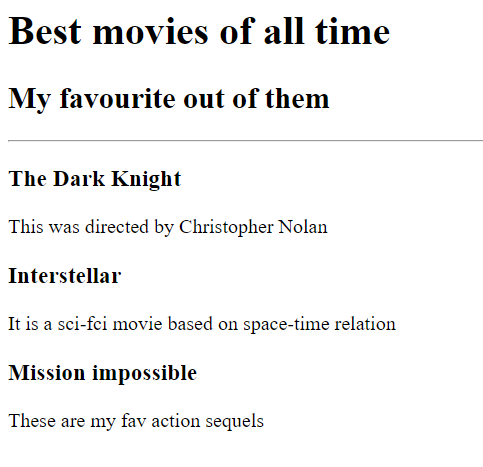 Best movies of all time
My favourite out of them
The Dark Knight
This was directed by Christopher Nolan
Interstellar
It is a sci-fci movie based on space-time relation
Mission impossible
These are my fav action sequels